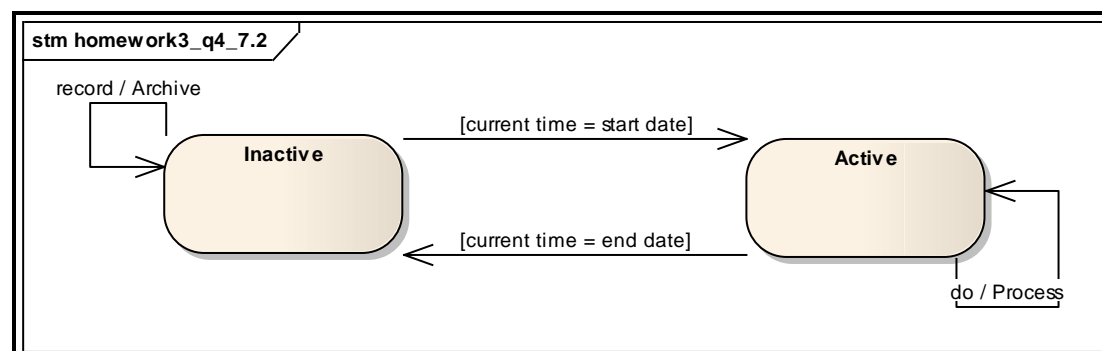 stm homework3_q4_7.2
record / Archive
[current time = start date]
Inactive
Active
[current time = end date]
do / Process